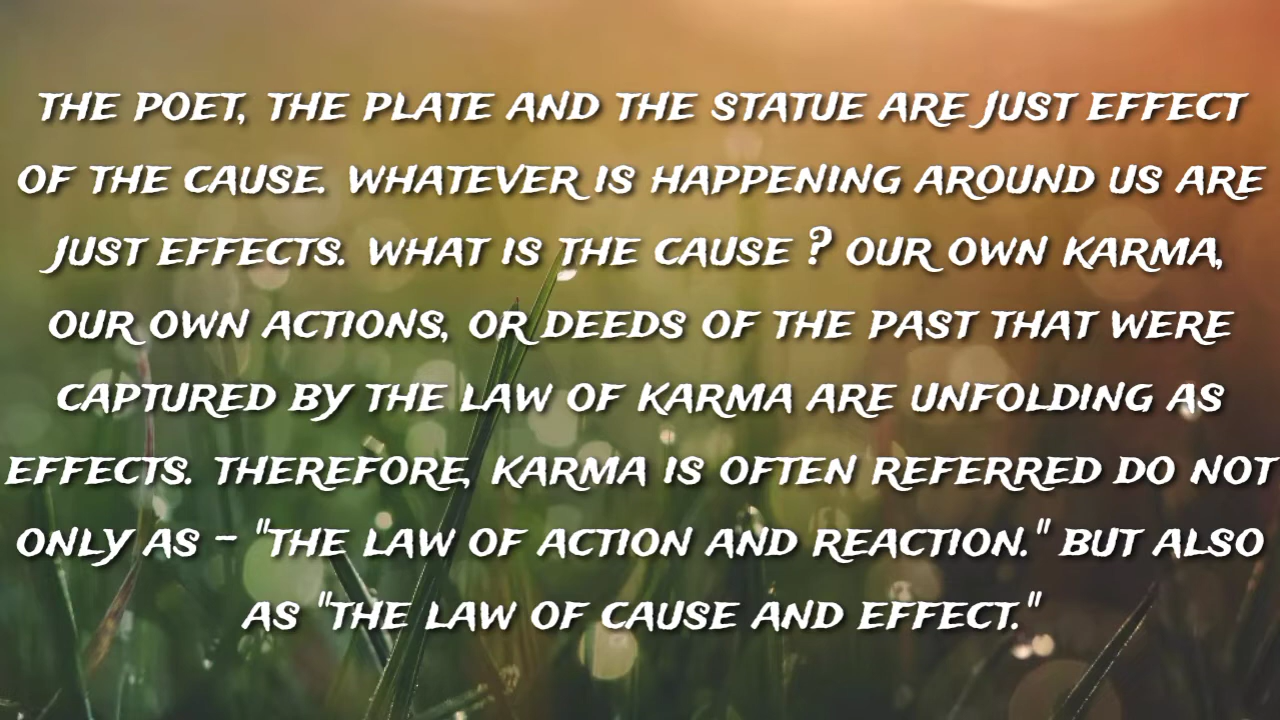 THE POET, THE PLATE AND THE STATUE ARE JUST EFFECT
OF THE CAUSE. WHATEVER IS HAPPENING AROUND US ARE
JUST EFFECTS. WHAT IS THE CAUSE ? OUR OWN KARMA,
OUR OWN ACTIONS, OR DEEDS OF THE PAST THAT WERE
CAPTURED BY THE LAW OF KARMA ARE UNFOLDING AS
EFFECTS. THEREFORE, KARMA IS OFTEN REFERRED DO NOT
ONLY AS - "THE LAW OF ACTION AND REACTION." BUT ALSO
AS "THE LAW OF CAUSE AND EFFECT."